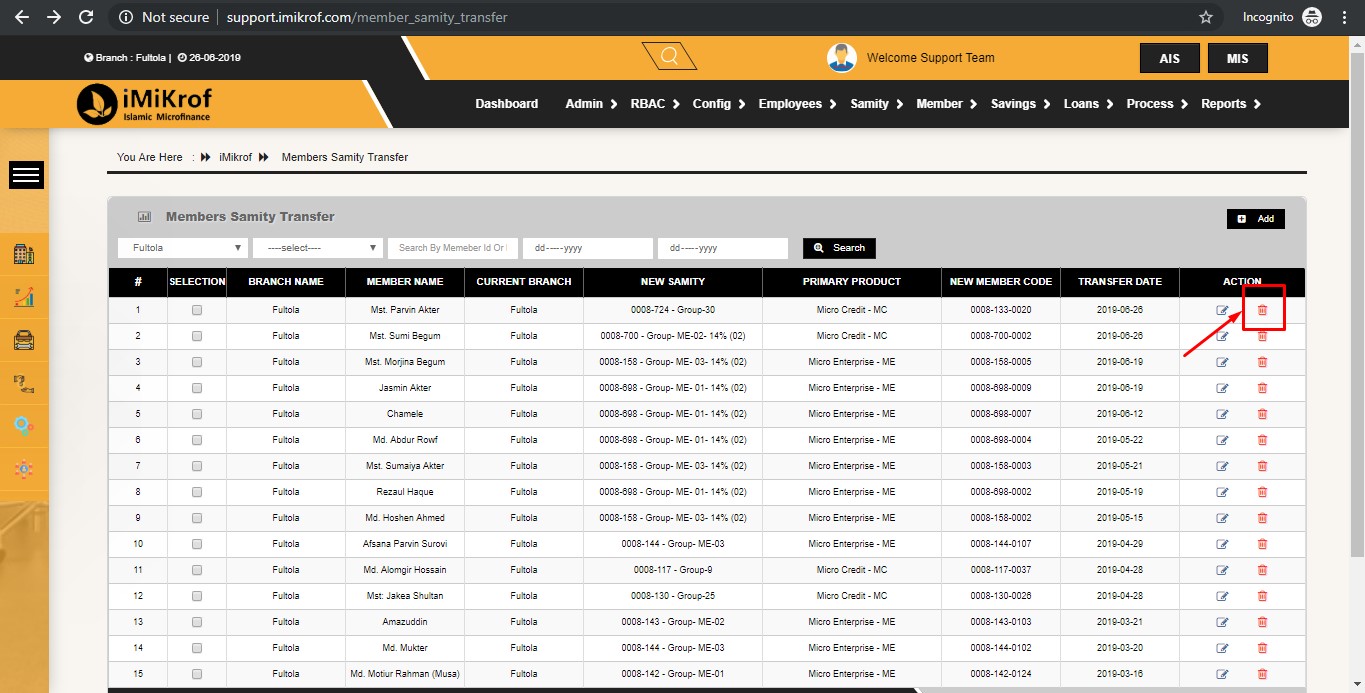 Not secure | support.imikrof.com/member_samity_transfer Incognito
Branch : Fultola | 26-06-2019 Welcome Support Team AIS MIS
iMiKrof
Islamic Microfinance
Dashboard Admin RBAC Config Employees Samity Member Savings Loans Process Reports
You Are Here : iMikrof Members Samity Transfer
Members Samity Transfer Add
Fultola ----select---- Search By Memeber Id Or dd-----yyyy dd-----yyyy Search
# SELECTION BRANCH NAME MEMBER NAME CURRENT BRANCH NEW SAMITY PRIMARY PRODUCT NEW MEMBER CODE TRANSFER DATE ACTION
1 Fultola Mst. Parvin Akter Fultola 0008-724 - Group-30 Micro Credit - MC 0008-133-0020 2019-06-26
2 Fultola Mst. Sumi Begum Fultola 0008-700 - Group- ME-02- 14% (02) Micro Credit - MC 0008-700-0002 2019-06-26
3 Fultola Mst. Morjina Begum Fultola 0008-158 - Group- ME- 03- 14% (02) Micro Enterprise - ME 0008-158-0005 2019-06-19
4 Fultola Jasmin Akter Fultola 0008-698 - Group- ME- 01- 14% (02) Micro Enterprise - ME 0008-698-0009 2019-06-19
5 Fultola Chamele Fultola 0008-698 - Group- ME- 01- 14% (02) Micro Enterprise - ME 0008-698-0007 2019-06-12
6 Fultola Md. Abdur Rowf Fultola 0008-698 - Group- ME- 01- 14% (02) Micro Enterprise - ME 0008-698-0004 2019-05-22
7 Fultola Mst. Sumaiya Akter Fultola 0008-158 - Group- ME- 03- 14% (02) Micro Enterprise - ME 0008-158-0003 2019-05-21
8 Fultola Rezaul Haque Fultola 0008-698 - Group- ME- 01- 14% (02) Micro Enterprise - ME 0008-698-0002 2019-05-19
9 Fultola Md. Hoshen Ahmed Fultola 0008-158 - Group- ME- 03- 14% (02) Micro Enterprise - ME 0008-158-0002 2019-05-15
10 Fultola Afsana Parvin Surovi Fultola 0008-144 - Group- ME-03 Micro Enterprise - ME 0008-144-0107 2019-04-29
11 Fultola Md. Alomgir Hossain Fultola 0008-117 - Group-9 Micro Credit - MC 0008-117-0037 2019-04-28
12 Fultola Mst: Jakea Shultan Fultola 0008-130 - Group-25 Micro Credit - MC 0008-130-0026 2019-04-28
13 Fultola Amazuddin Fultola 0008-143 - Group- ME-02 Micro Enterprise - ME 0008-143-0103 2019-03-21
14 Fultola Md. Mukter Fultola 0008-144 - Group- ME-03 Micro Enterprise - ME 0008-144-0102 2019-03-20
15 Fultola Md. Motiur Rahman (Musa) Fultola 0008-142 - Group- ME-01 Micro Enterprise - ME 0008-142-0124 2019-03-16